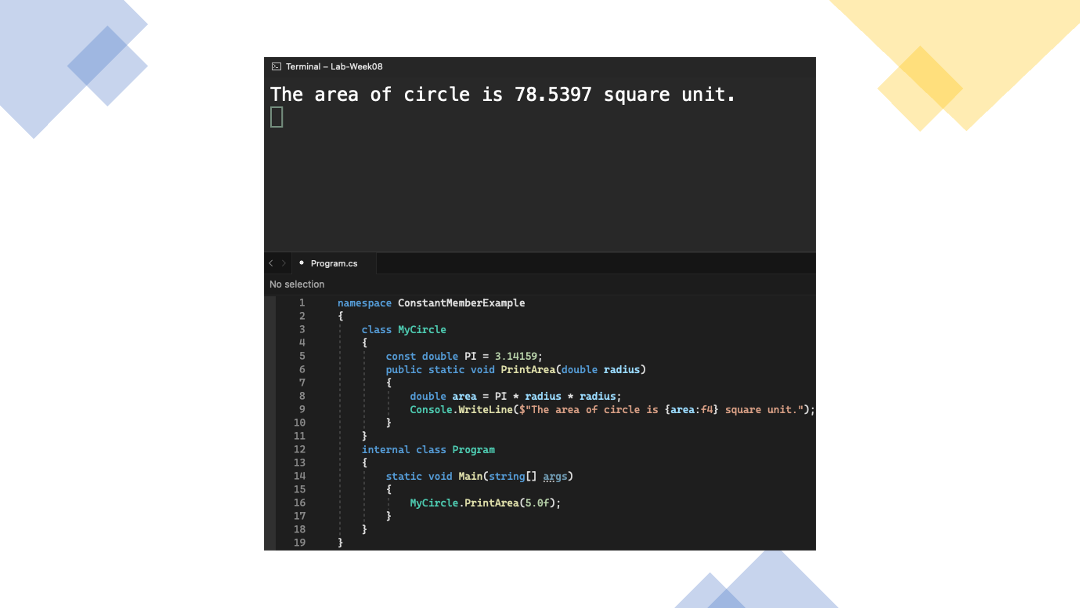 Terminal – Lab-Week08
The area of circle is 78.5397 square unit.
Program.cs
No selection
1 namespace ConstantMemberExample
2 {
3 class MyCircle
4 {
5 const double PI = 3.14159;
6 public static void PrintArea(double radius)
7 {
8 double area = PI * radius * radius;
9 Console.WriteLine($"The area of circle is {area:f4} square unit.");
10 }
11 }
12 internal class Program
13 {
14 static void Main(string[] args)
15 {
16 MyCircle.PrintArea(5.0f);
17 }
18 }
19 }